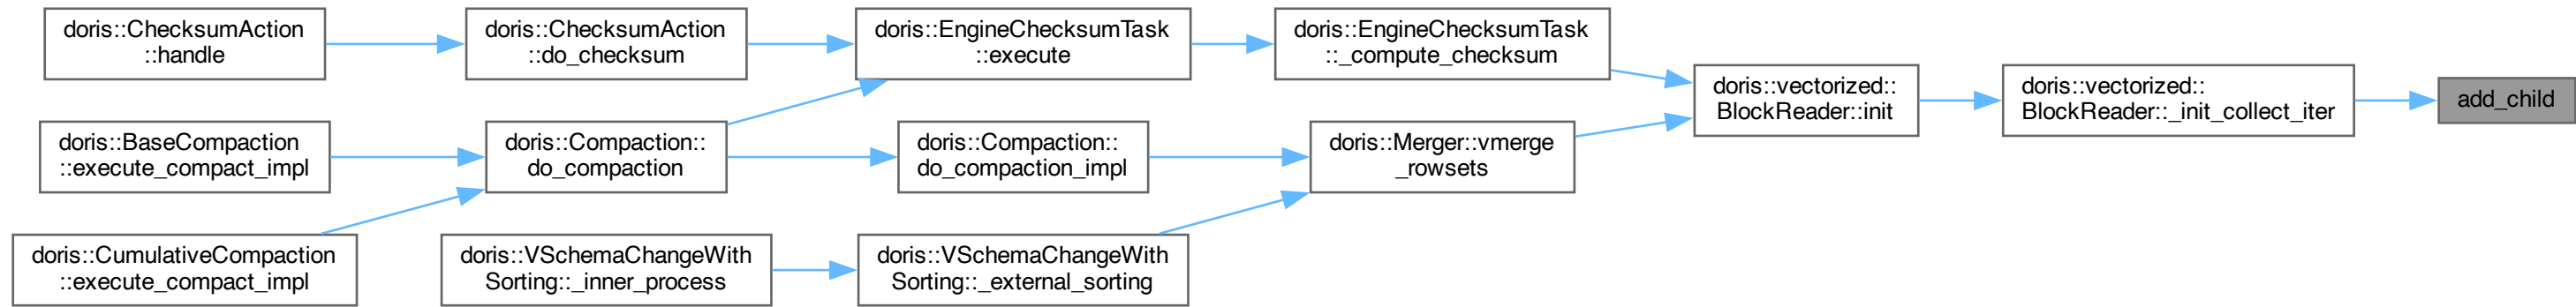 doris::ChecksumAction
::handle
doris::ChecksumAction
::do_checksum
doris::EngineChecksumTask
::execute
doris::EngineChecksumTask
::_compute_checksum
doris::vectorized::
BlockReader::init
doris::vectorized::
BlockReader::_init_collect_iter
add_child
doris::BaseCompaction
::execute_compact_impl
doris::Compaction::
do_compaction
doris::Compaction::
do_compaction_impl
doris::Merger::vmerge
_rowsets
doris::CumulativeCompaction
::execute_compact_impl
doris::VSchemaChangeWith
Sorting::_inner_process
doris::VSchemaChangeWith
Sorting::_external_sorting